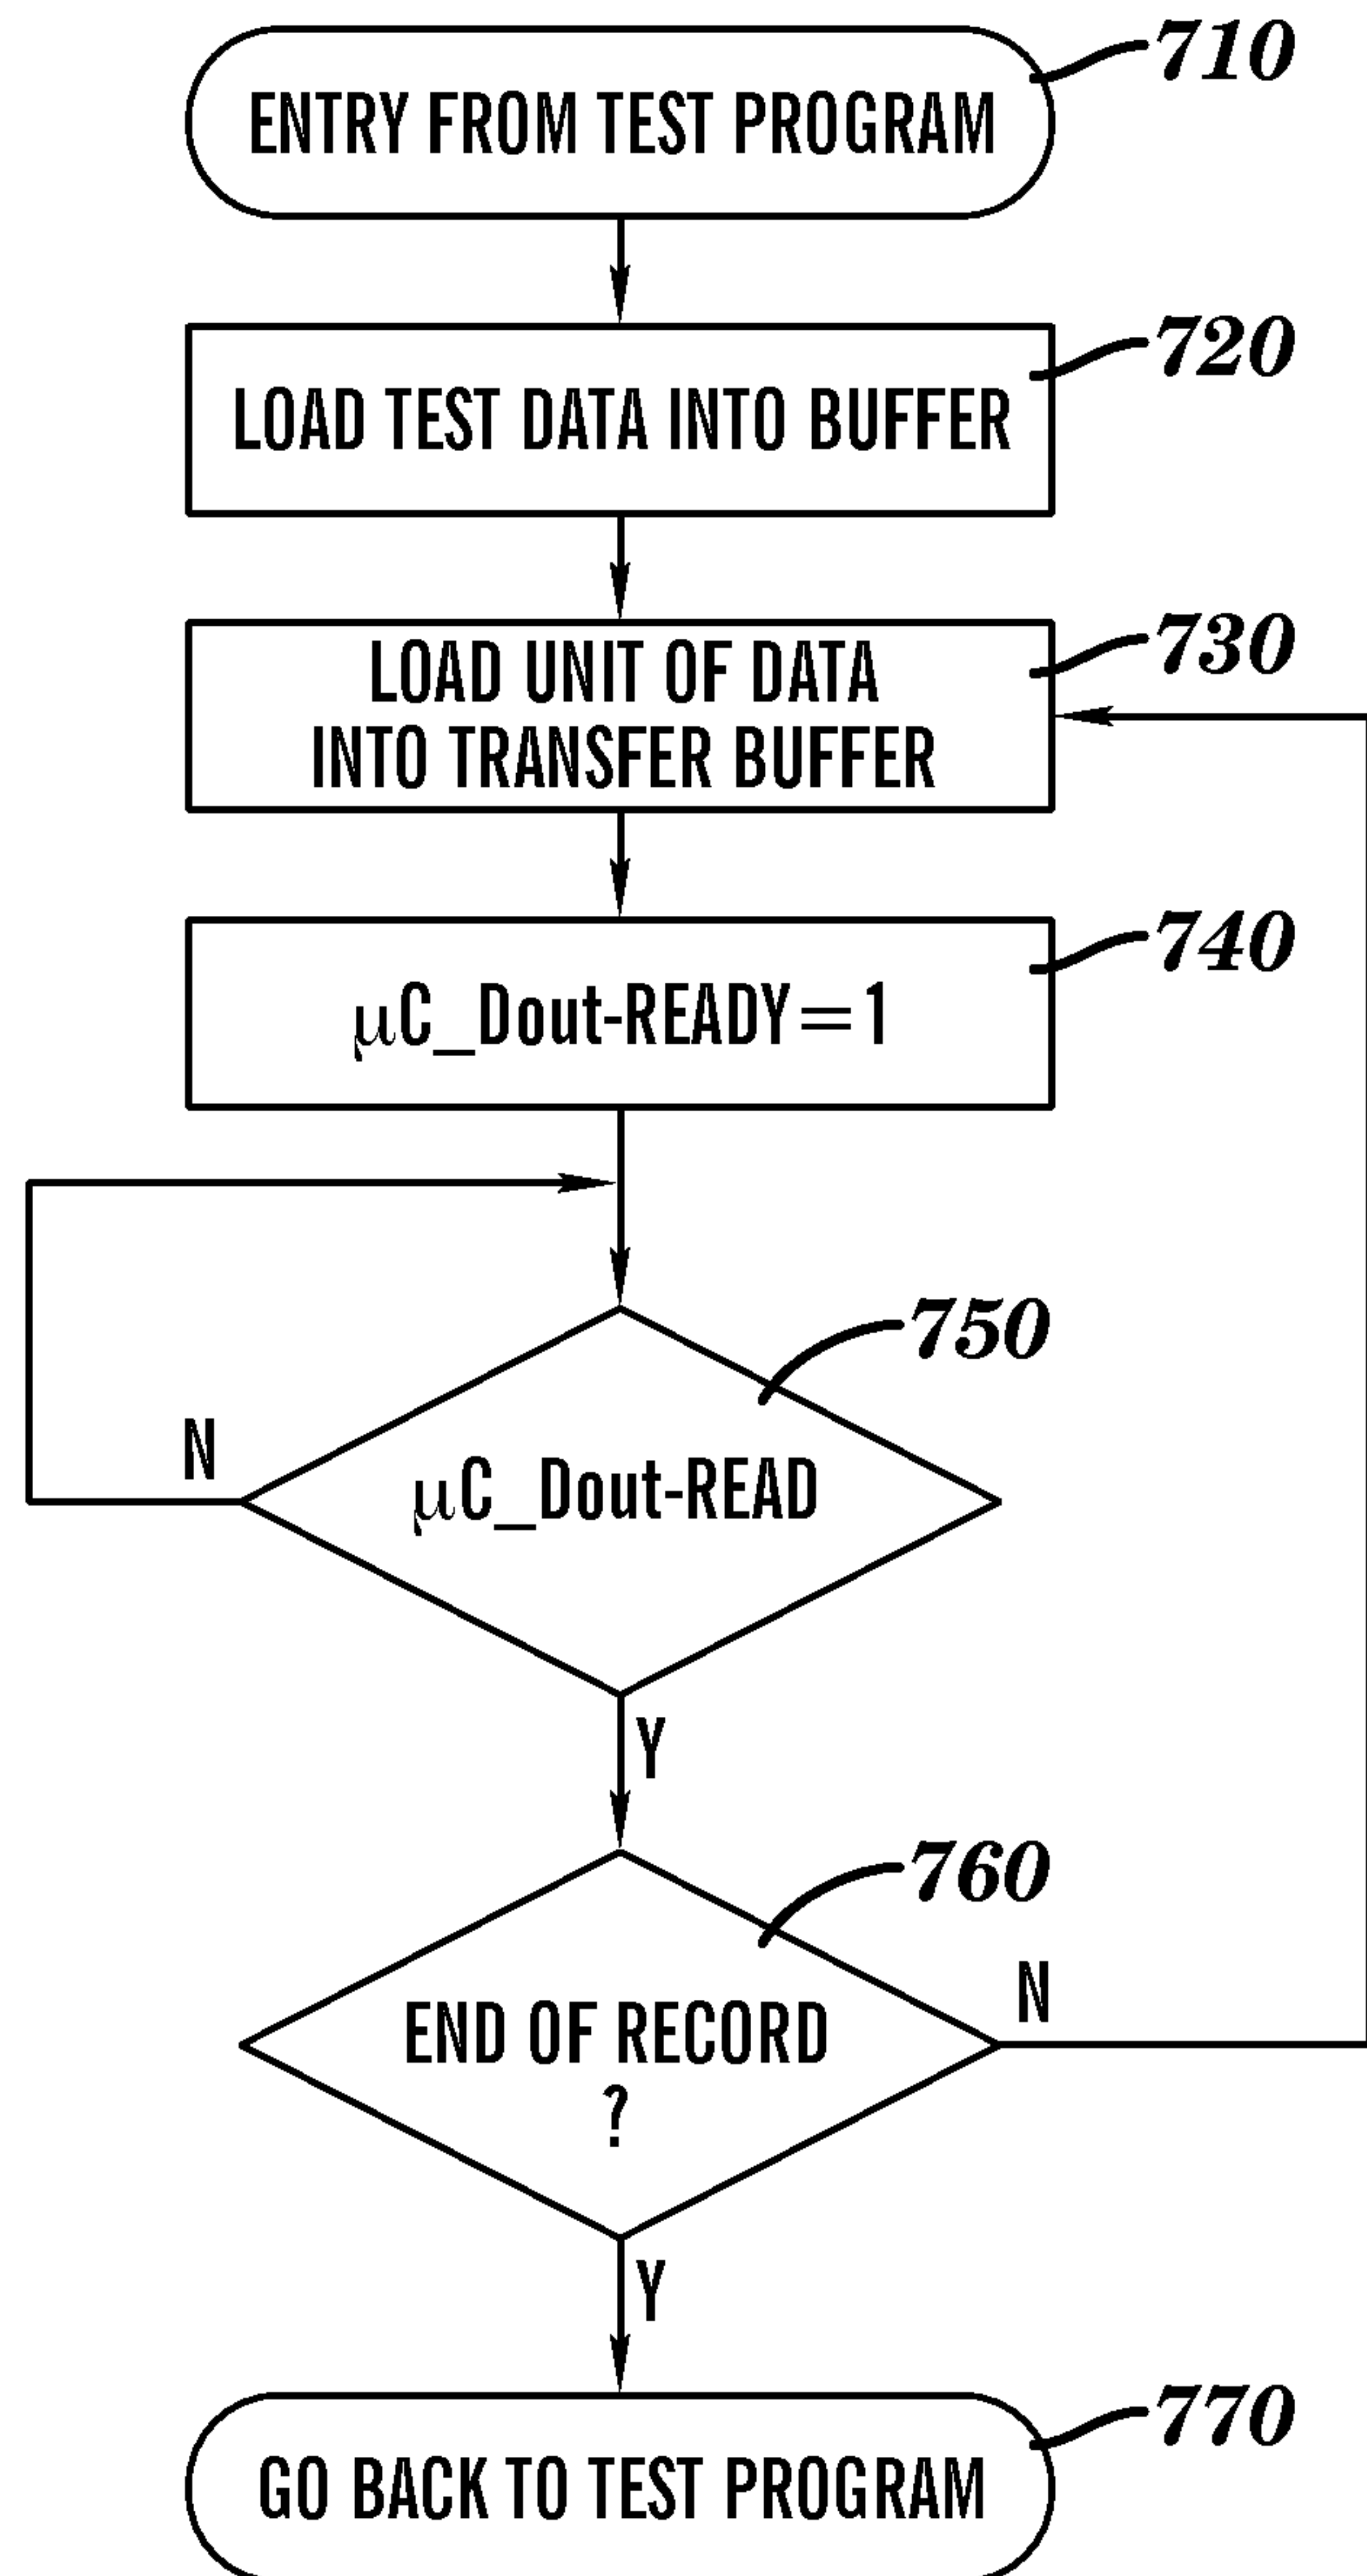 710
ENTRY FROM TEST PROGRAM
720
LOAD TEST DATA INTO BUFFER
730
LOAD UNIT OF DATA
INTO TRANSFER BUFFER
740
μC_Dout-READY=1
750
N
μC_Dout-READ
Y
760
N
END OF RECORD
?
Y
770
GO BACK TO TEST PROGRAM